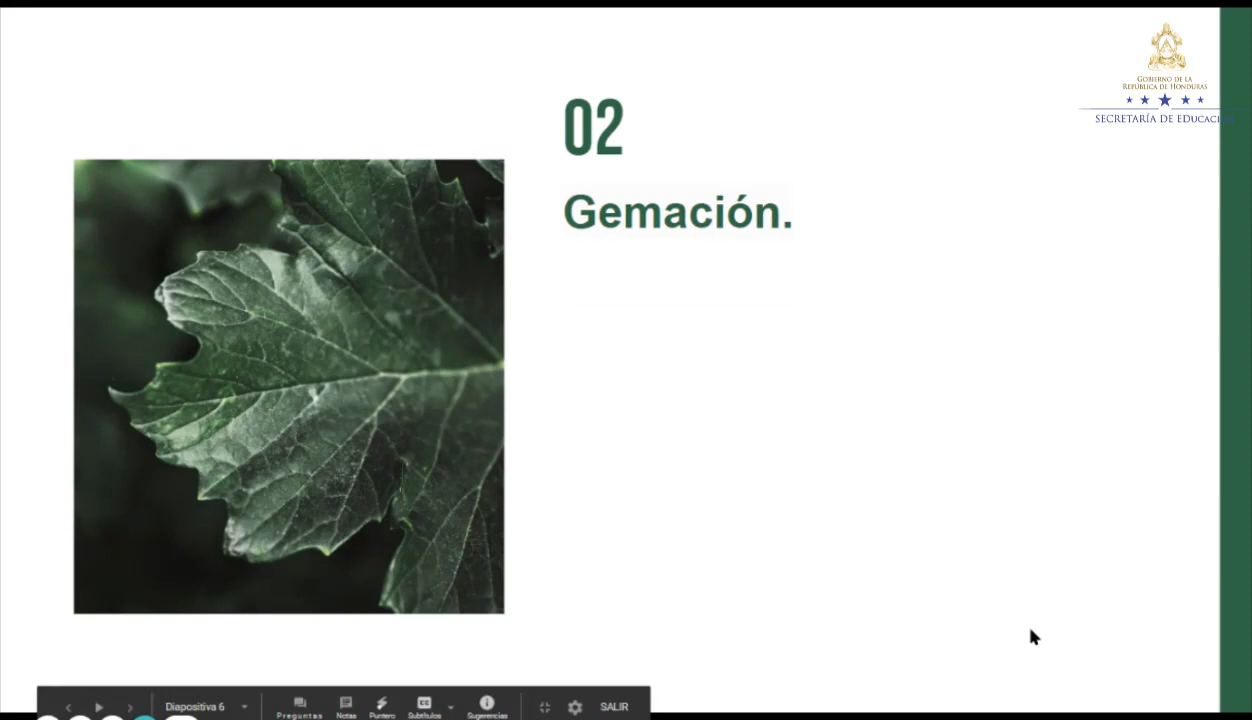 GOBIERNO DE LA
REPÚBLICA DE HONDURAS
SECRETARÍA DE EDUCACIÓN
02
Gemación.
Diapositiva 6
Preguntas
Notas
Puntero
Subtítulos
Sugerencias
SALIR